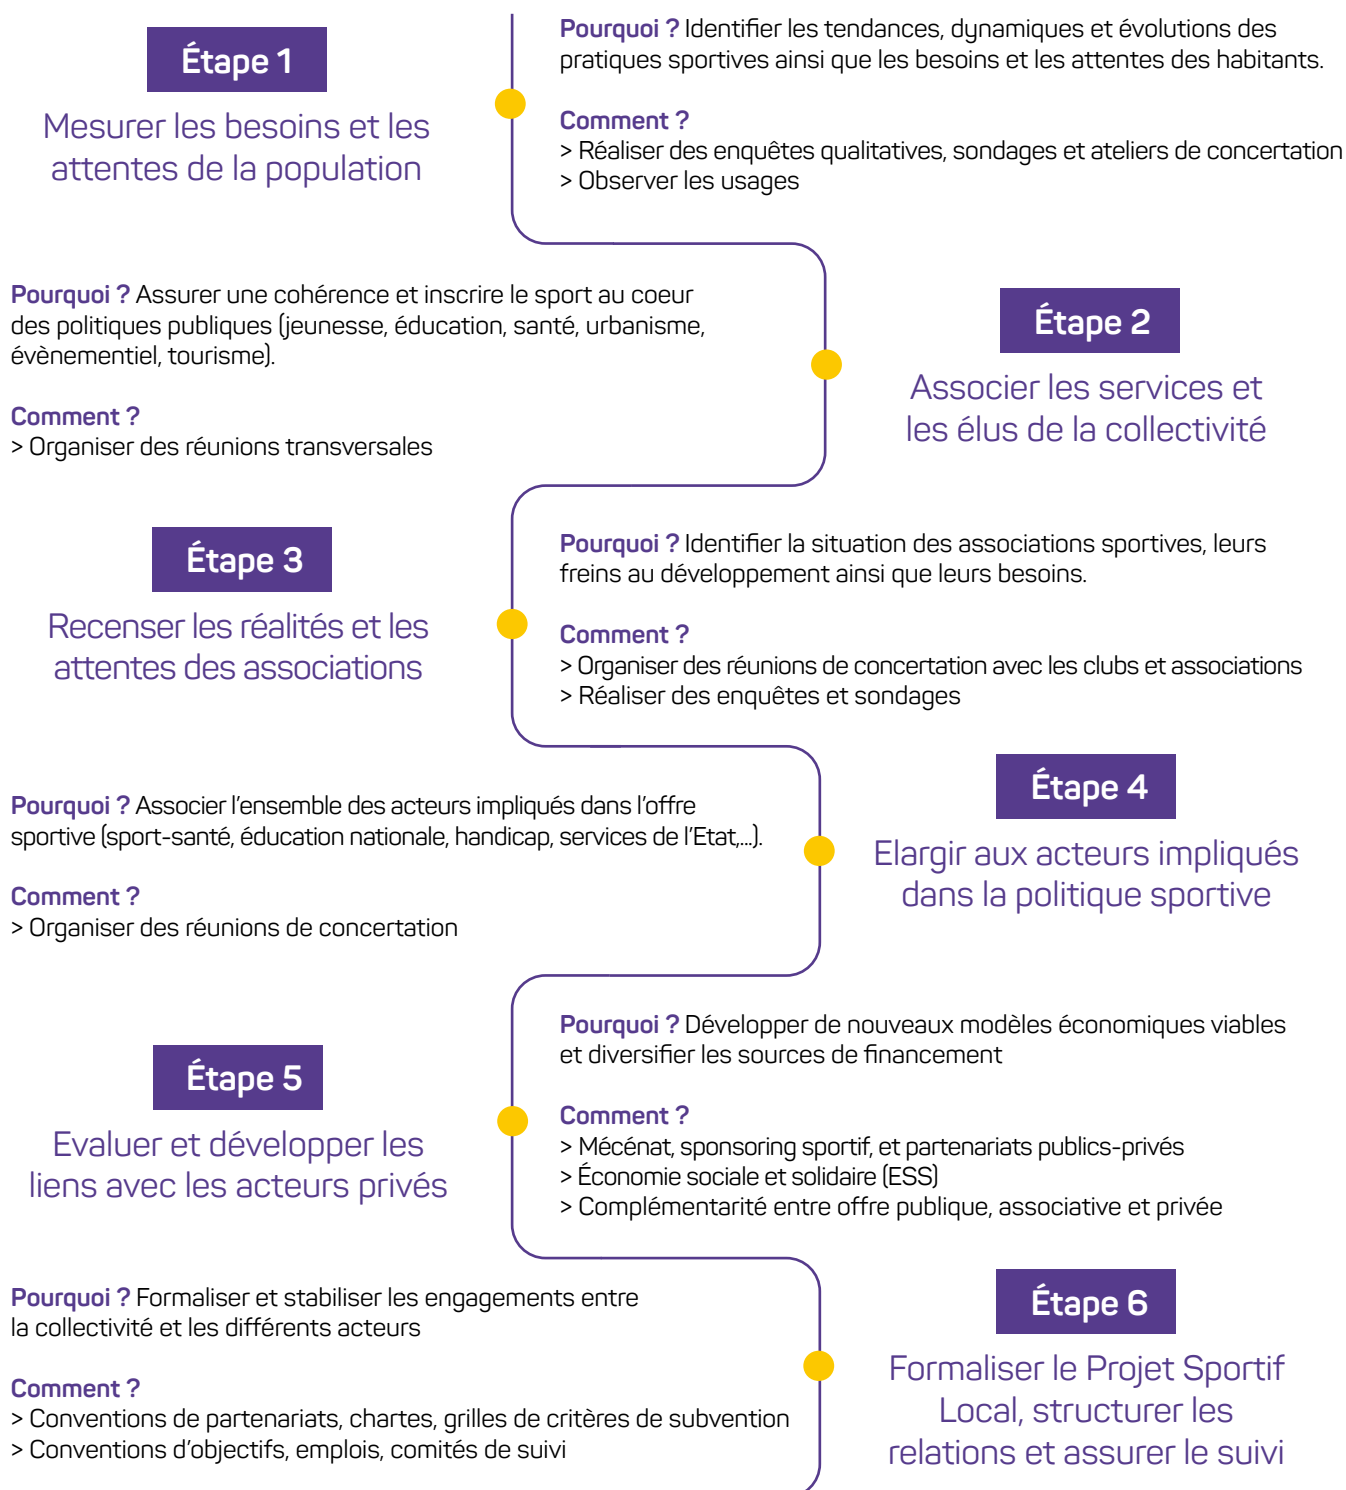 Étape 1
Mesurer les besoins et les
attentes de la population
Pourquoi ? Identifier les tendances, dynamiques et évolutions des
pratiques sportives ainsi que les besoins et les attentes des habitants.
Comment ?
> Réaliser des enquêtes qualitatives, sondages et ateliers de concertation
> Observer les usages
Étape 2
Associer les services et
les élus de la collectivité
Pourquoi ? Assurer une cohérence et inscrire le sport au coeur
des politiques publiques (jeunesse, éducation, santé, urbanisme,
évènementiel, tourisme).
Comment ?
> Organiser des réunions transversales
Étape 3
Recenser les réalités et les
attentes des associations
Pourquoi ? Identifier la situation des associations sportives, leurs
freins au développement ainsi que leurs besoins.
Comment ?
> Organiser des réunions de concertation avec les clubs et associations
> Réaliser des enquêtes et sondages
Étape 4
Elargir aux acteurs impliqués
dans la politique sportive
Pourquoi ? Associer l'ensemble des acteurs impliqués dans l'offre
sportive (sport-santé, éducation nationale, handicap, services de l'Etat,...).
Comment ?
> Organiser des réunions de concertation
Étape 5
Evaluer et développer les
liens avec les acteurs privés
Pourquoi ? Développer de nouveaux modèles économiques viables
et diversifier les sources de financement
Comment ?
> Mécénat, sponsoring sportif, et partenariats publics-privés
> Économie sociale et solidaire (ESS)
> Complémentarité entre offre publique, associative et privée
Étape 6
Formaliser le Projet Sportif
Local, structurer les
relations et assurer le suivi
Pourquoi ? Formaliser et stabiliser les engagements entre
la collectivité et les différents acteurs
Comment ?
> Conventions de partenariats, chartes, grilles de critères de subvention
> Conventions d'objectifs, emplois, comités de suivi